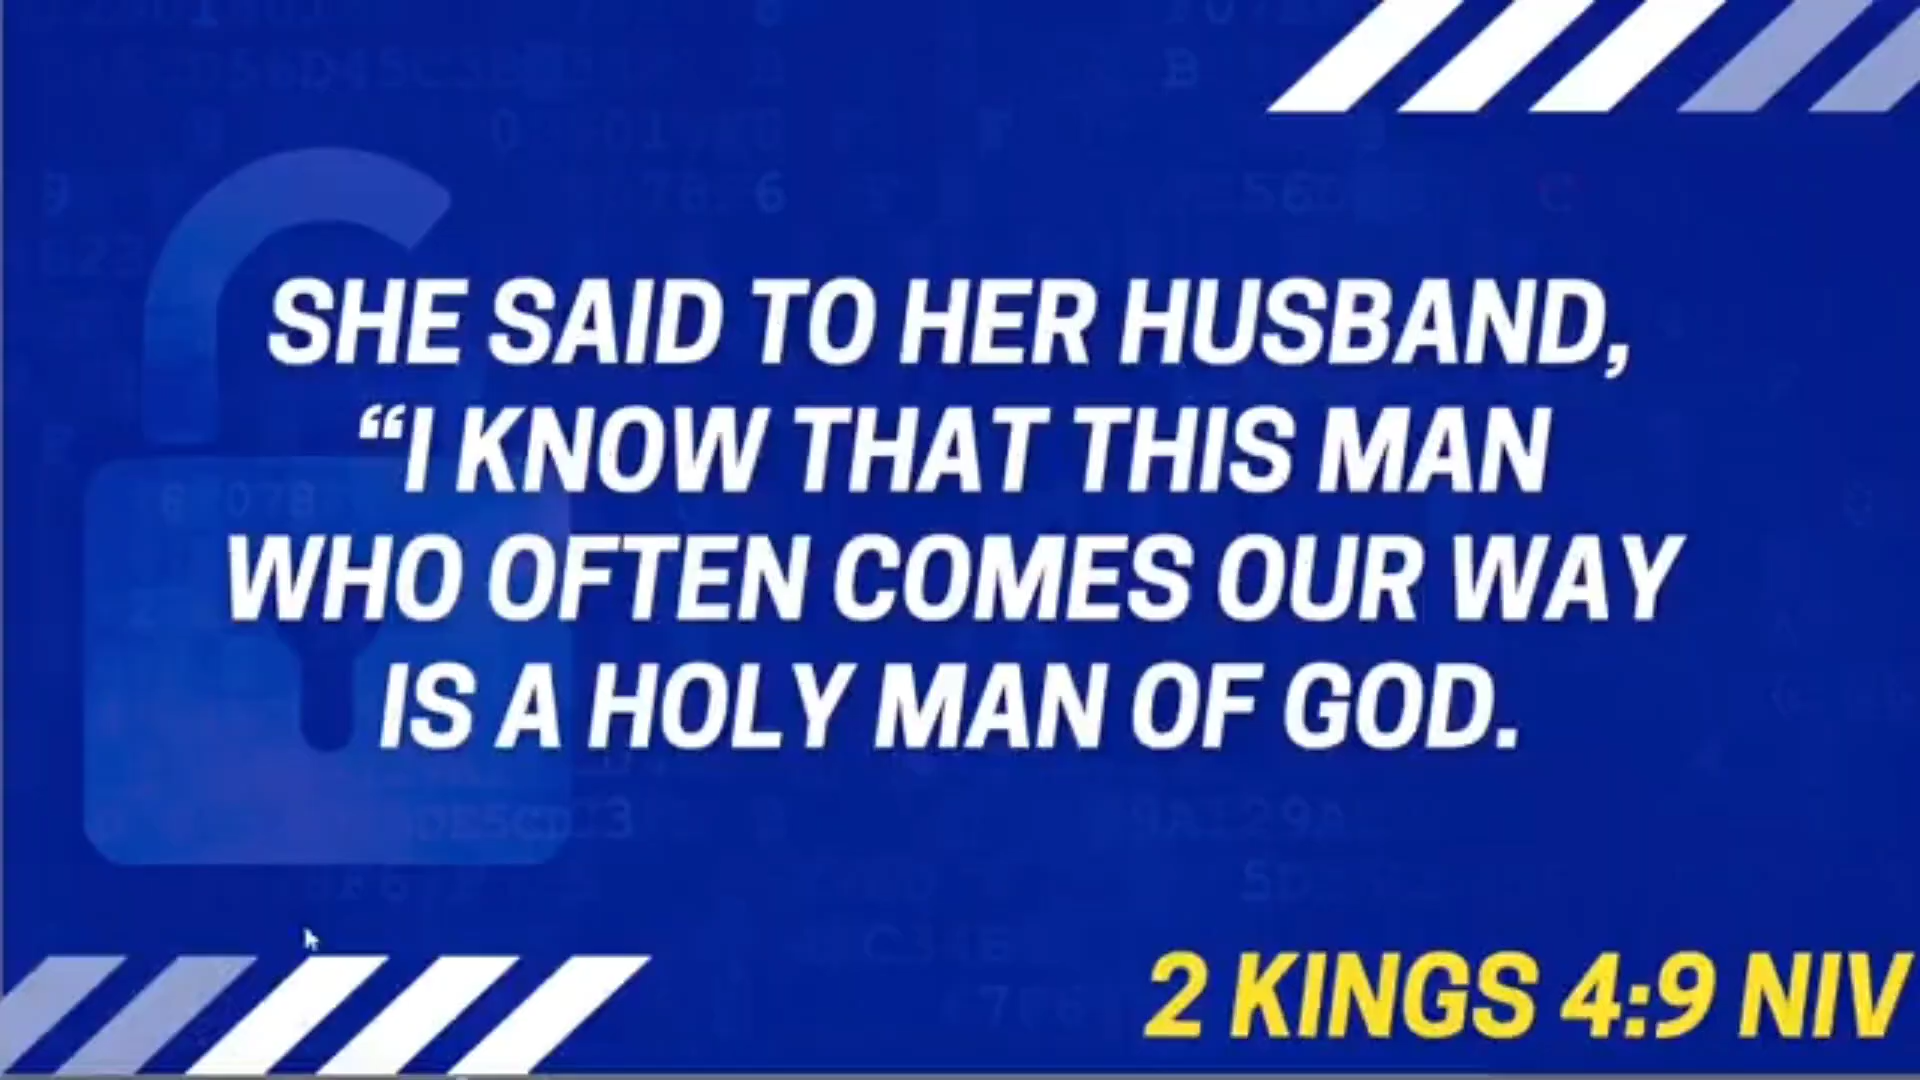 SHE SAID TO HER HUSBAND,
“I KNOW THAT THIS MAN
WHO OFTEN COMES OUR WAY
IS A HOLY MAN OF GOD.
2 KINGS 4:9 NIV